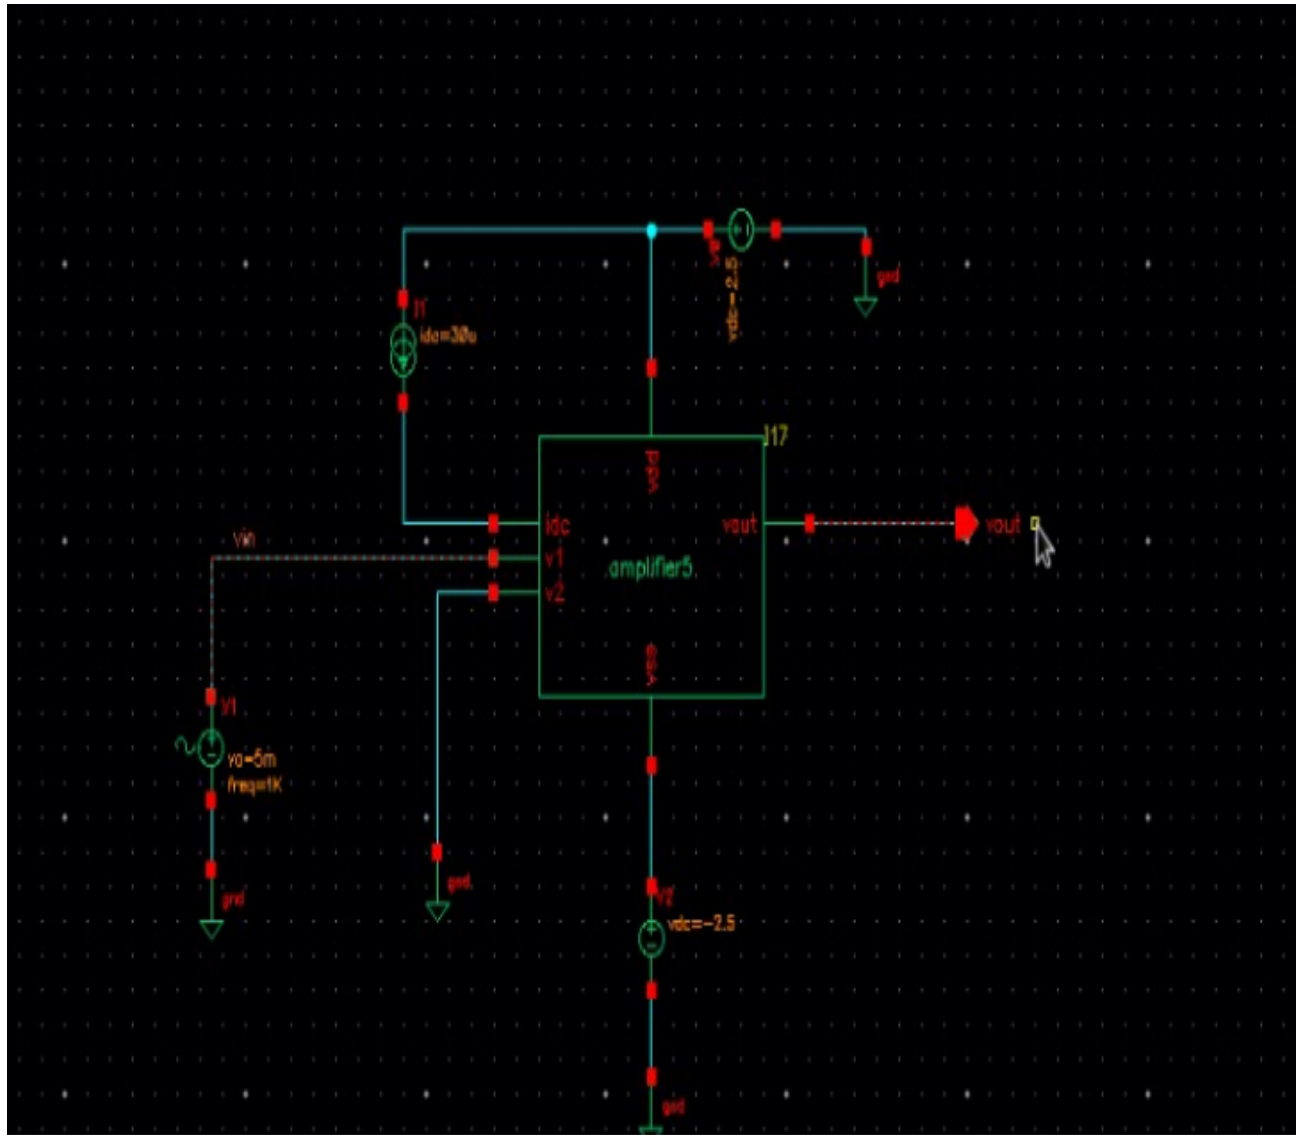 gnd
vdc=2.5
I1
idc=30u
I17
vdd
idc
vout
vout
vin
v1
amplifier5
v2
vss
V1
va=5m
freq=1K
gnd
gnd
V2
vdc=-2.5
gnd